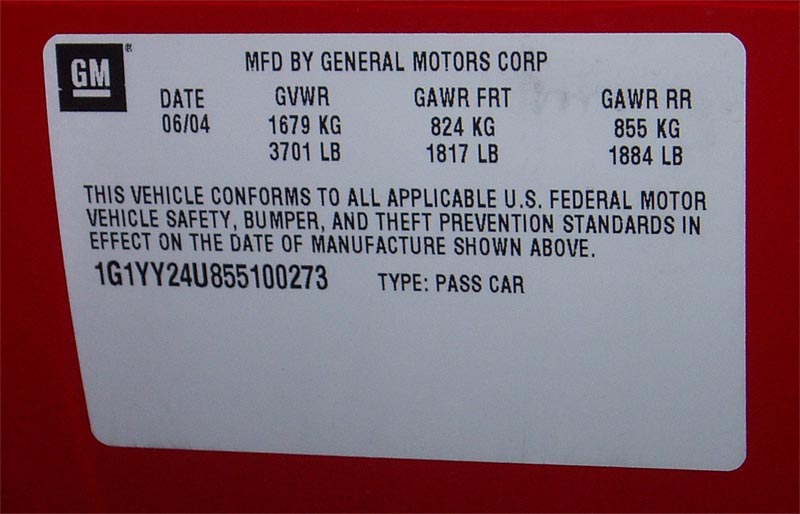 GM®
MFD BY GENERAL MOTORS CORP
DATE GVWR GAWR FRT GAWR RR
06/04 1679 KG 824 KG 855 KG
3701 LB 1817 LB 1884 LB
THIS VEHICLE CONFORMS TO ALL APPLICABLE U.S. FEDERAL MOTOR
VEHICLE SAFETY, BUMPER, AND THEFT PREVENTION STANDARDS IN
EFFECT ON THE DATE OF MANUFACTURE SHOWN ABOVE.
1G1YY24U855100273 TYPE: PASS CAR